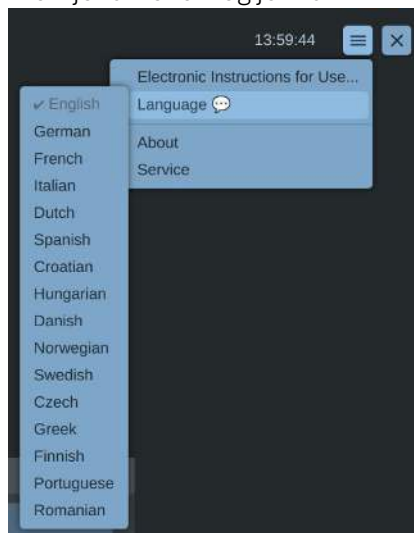 13:59:44
Electronic Instructions for Use...
Language 💬
About
Service
✔ English
German
French
Italian
Dutch
Spanish
Croatian
Hungarian
Danish
Norwegian
Swedish
Czech
Greek
Finnish
Portuguese
Romanian